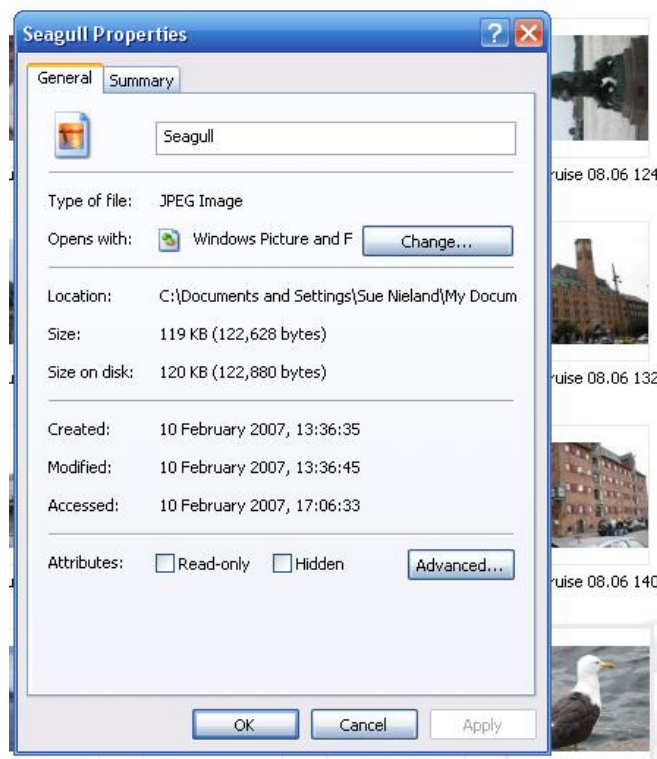 Seagull Properties
General Summary
Seagull
Type of file: JPEG Image
Opens with: Windows Picture and F Change...
Location: C:\Documents and Settings\Sue Nieland\My Docum
Size: 119 KB (122,628 bytes)
Size on disk: 120 KB (122,880 bytes)
Created: 10 February 2007, 13:36:35
Modified: 10 February 2007, 13:36:45
Accessed: 10 February 2007, 17:06:33
Attributes: Read-only Hidden Advanced...
OK Cancel Apply
ruise 08.06 124
ruise 08.06 132
ruise 08.06 140